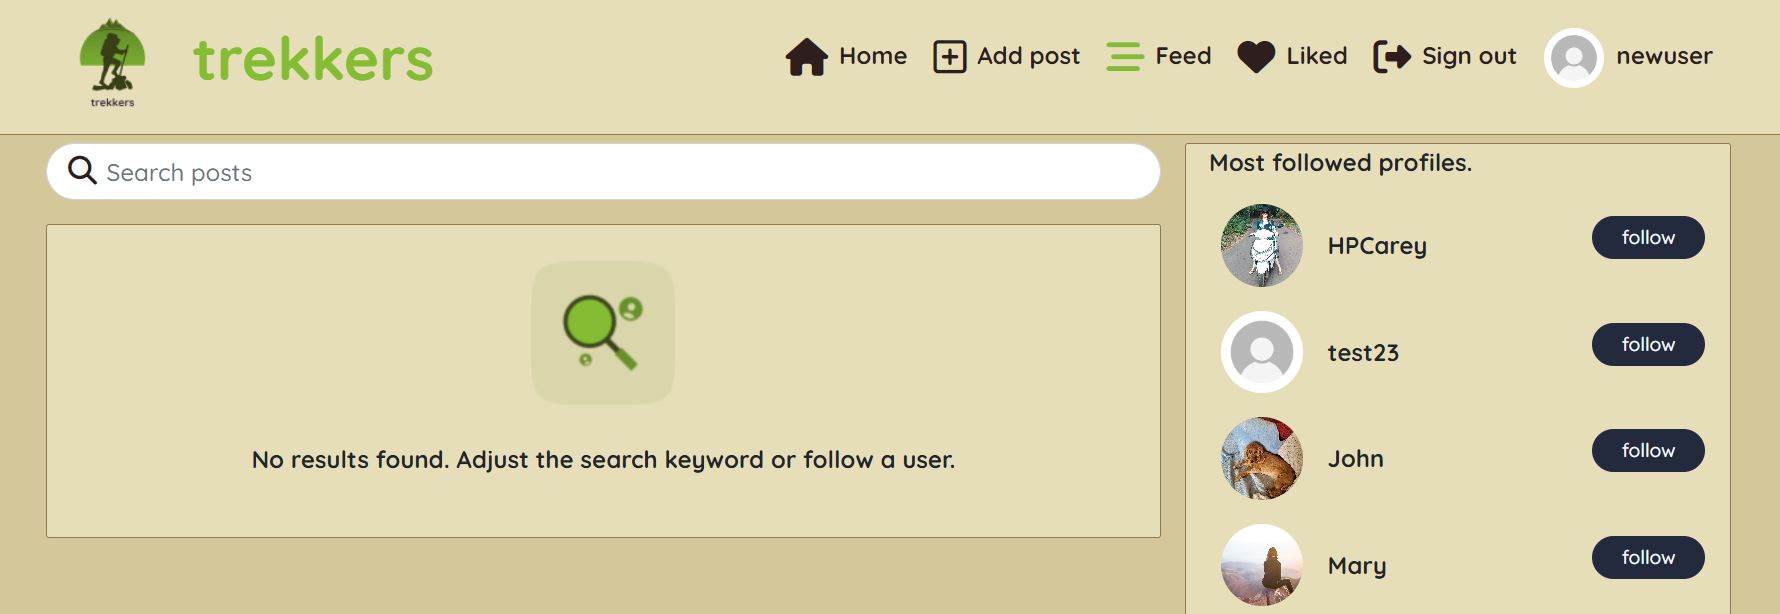 trekkers
trekkers
Home
Add post
Feed
Liked
Sign out
newuser
Search posts
No results found. Adjust the search keyword or follow a user.
Most followed profiles.
HPCarey
follow
test23
follow
John
follow
Mary
follow